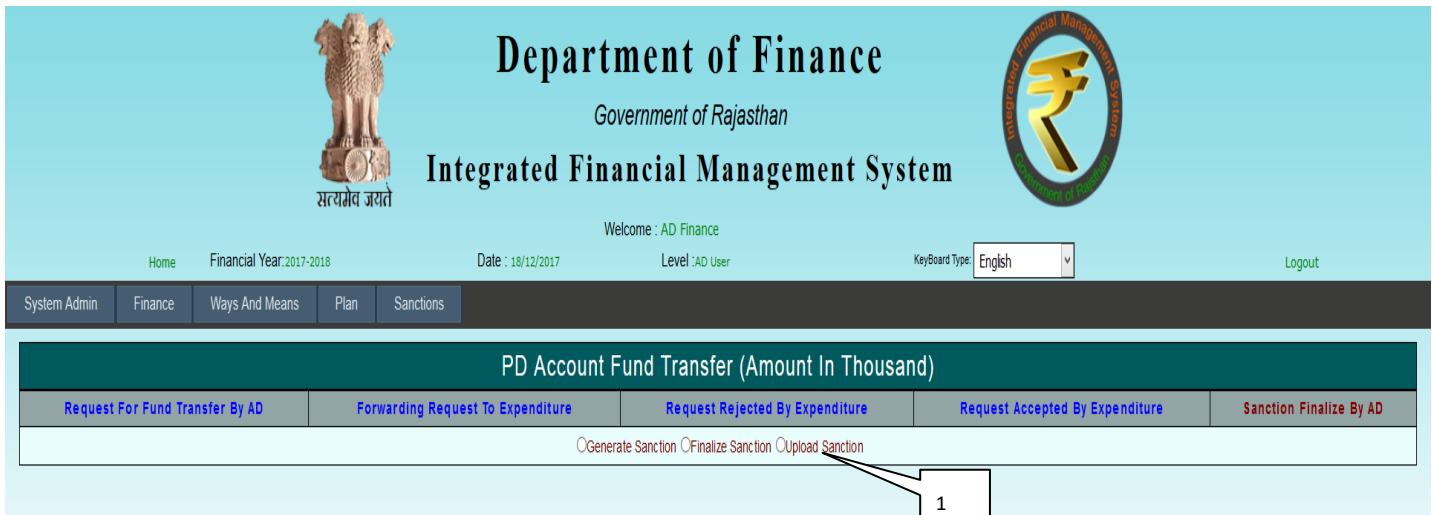 Department of Finance
Government of Rajasthan
Integrated Financial Management System
सत्यमेव जयते
Integrated Financial Management System
Government of Rajasthan
Welcome : AD Finance
Home Financial Year:2017-2018 Date : 18/12/2017 Level :AD User KeyBoard Type: English Logout
System Admin Finance Ways And Means Plan Sanctions
PD Account Fund Transfer (Amount In Thousand)
Request For Fund Transfer By AD Forwarding Request To Expenditure Request Rejected By Expenditure Request Accepted By Expenditure Sanction Finalize By AD
Generate Sanction Finalize Sanction Upload Sanction
1